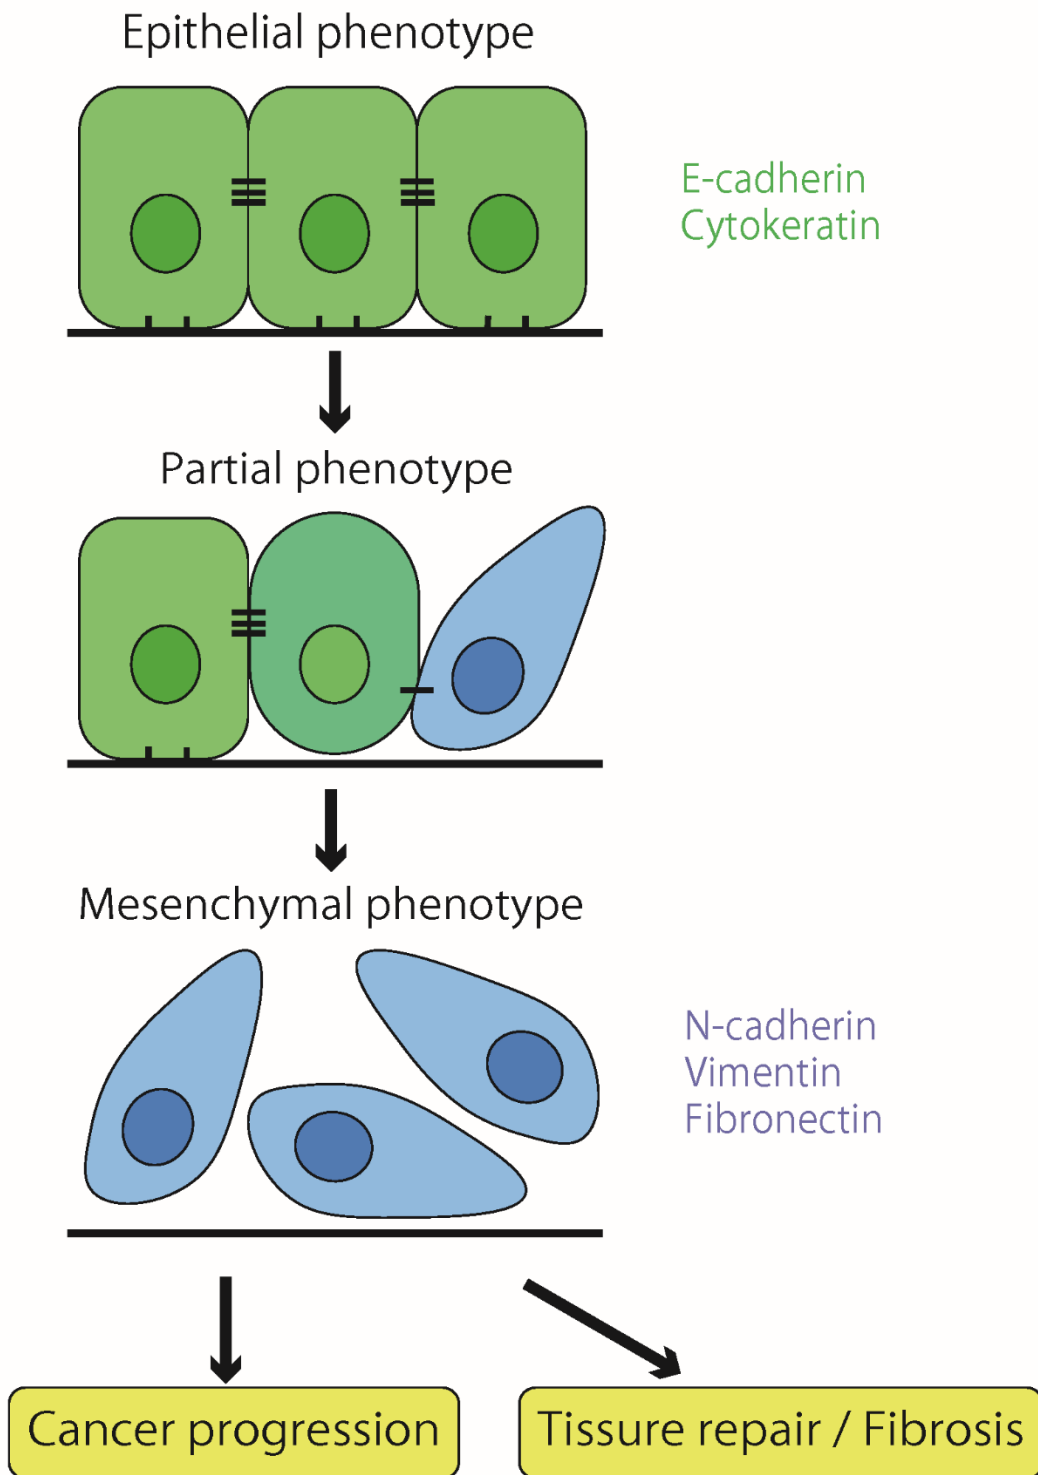 Epithelial phenotype
E-cadherin
Cytokeratin
Partial phenotype
Mesenchymal phenotype
N-cadherin
Vimentin
Fibronectin
Cancer progression
Tissure repair / Fibrosis